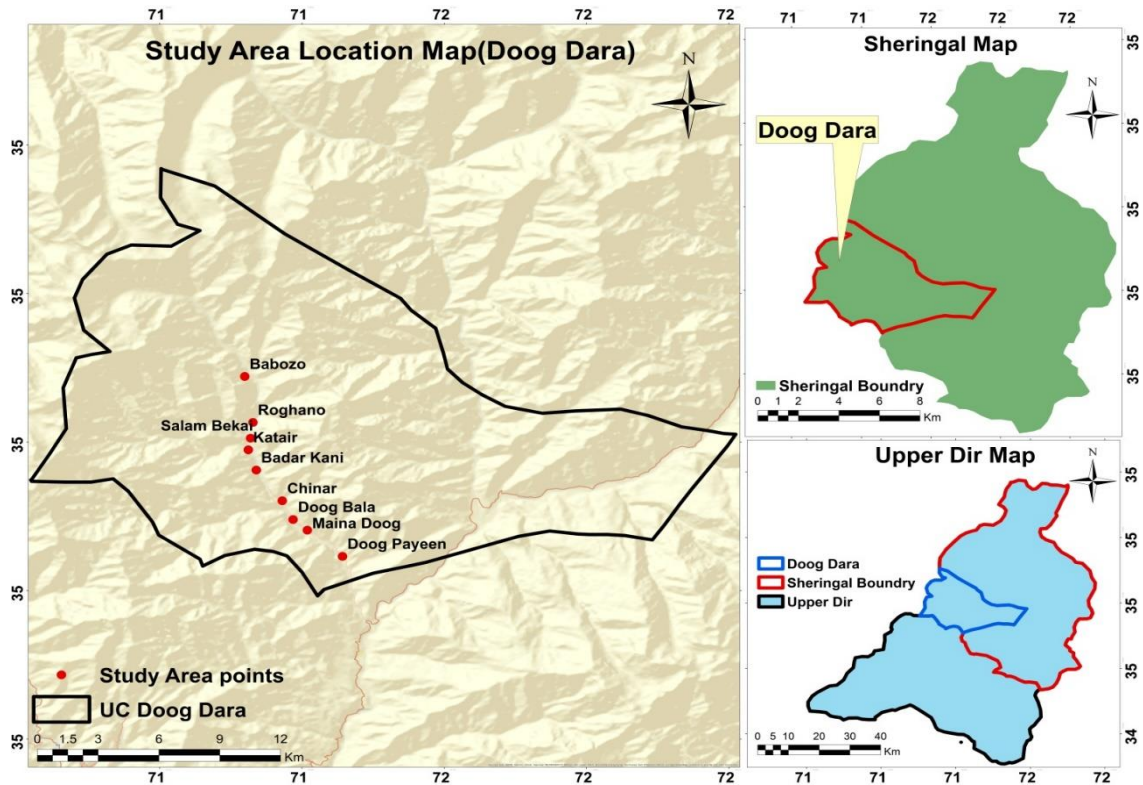 71 71 72 72
Study Area Location Map(Doog Dara)
N
35
35
35
35
35
Babozo
Roghano
Salam Bekai
Katair
Badar Kani
Chinar
Doog Bala
Maina Doog
Doog Payeen
Study Area points
UC Doog Dara
0 1.5 3 6 9 12
Km
71 71 72 72
71 71 72 72
Sheringal Map
N
Doog Dara
35
35
35
35
Sheringal Boundry
0 1 2 4 6 8
Km
Upper Dir Map
N
35
35
35
35
34
Doog Dara
Sheringal Boundry
Upper Dir
0 5 10 20 30 40
Km
71 71 71 72 72